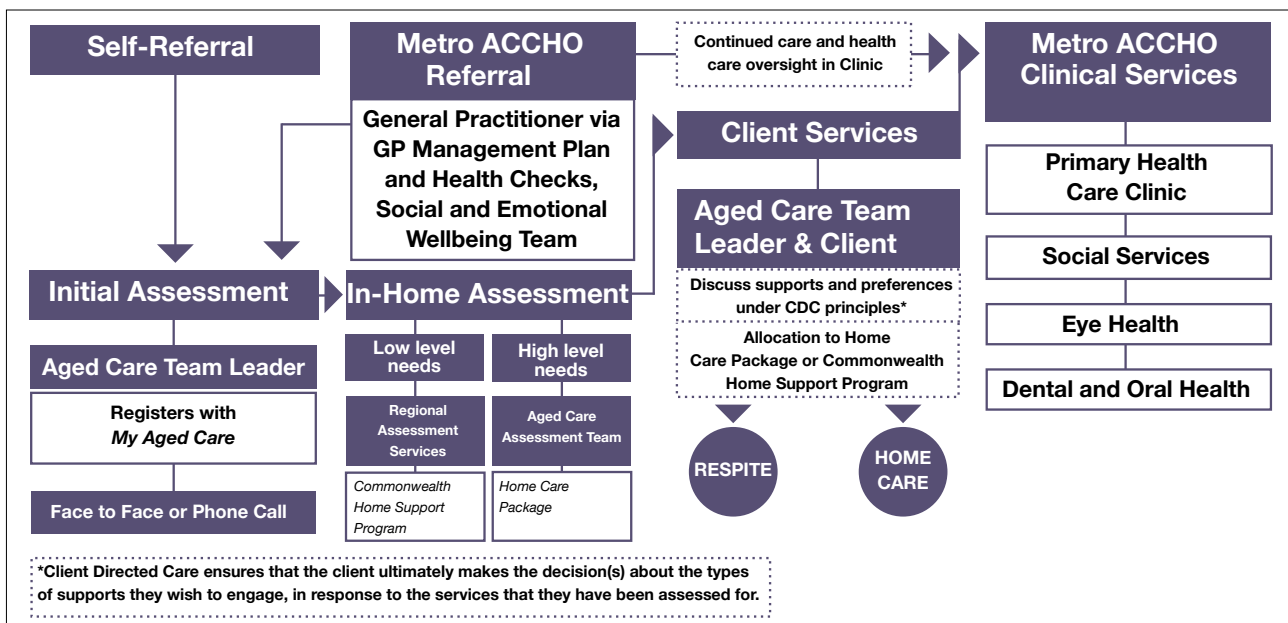 Self-Referral
Metro ACCHO
Referral
General Practitioner via
GP Management Plan
and Health Checks,
Social and Emotional
Wellbeing Team
Continued care and health
care oversight in Clinic
Metro ACCHO
Clinical Services
Client Services
Primary Health
Care Clinic
Social Services
Eye Health
Dental and Oral Health
Aged Care Team
Leader & Client
Discuss supports and preferences
under CDC principles*
Allocation to Home
Care Package or Commonwealth
Home Support Program
RESPITE
HOME
CARE
Initial Assessment
Aged Care Team Leader
Registers with
My Aged Care
Face to Face or Phone Call
In-Home Assessment
Low level
needs
Regional
Assessment
Services
Commonwealth
Home Support
Program
High level
needs
Aged Care
Assessment Team
Home Care
Package
*Client Directed Care ensures that the client ultimately makes the decision(s) about the types
of supports they wish to engage, in response to the services that they have been assessed for.